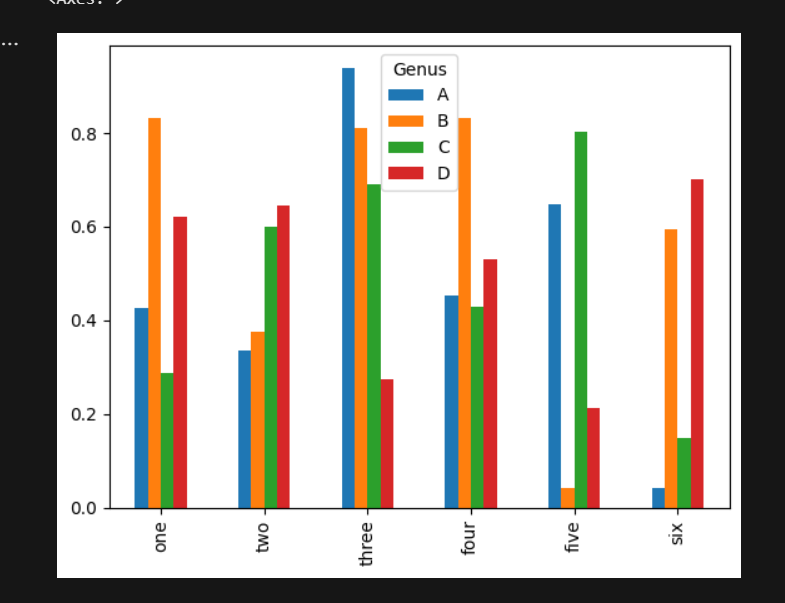 <Axes: >
...
Genus
A
B
C
D
0.8
0.6
0.4
0.2
0.0
one
two
three
four
five
six